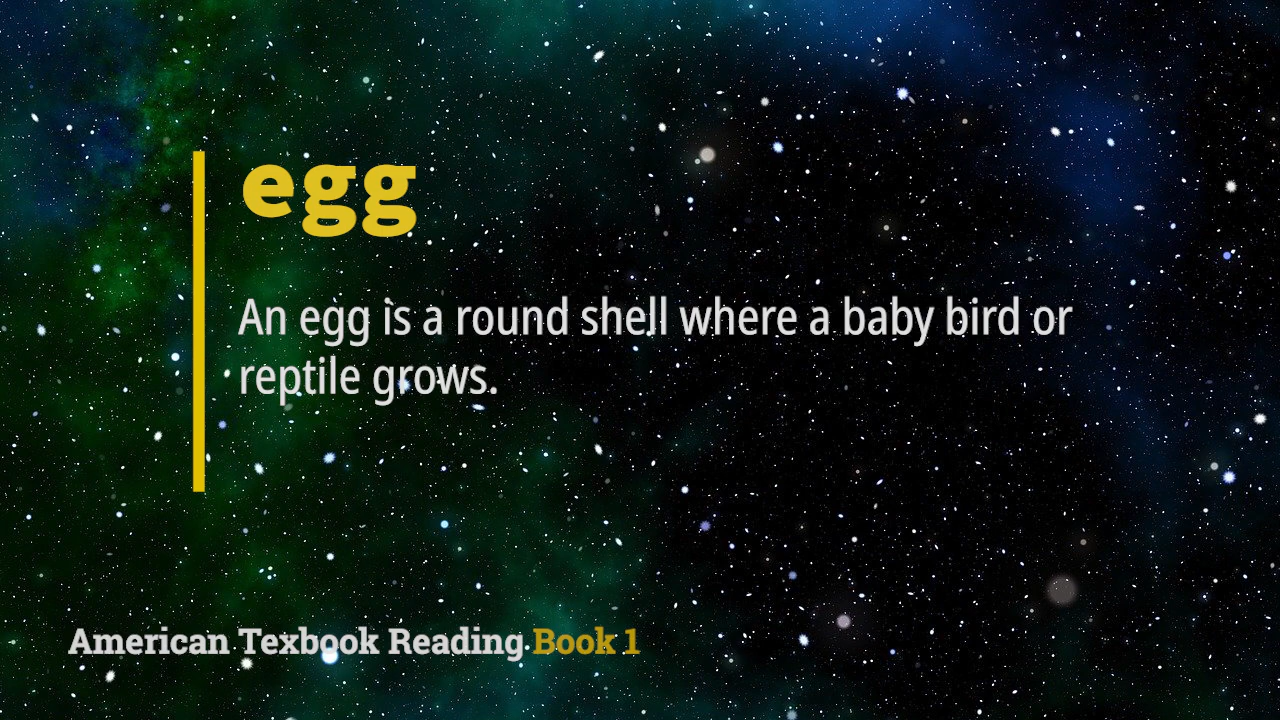 egg
An egg is a round shell where a baby bird or
reptile grows.
American Texbook Reading Book 1